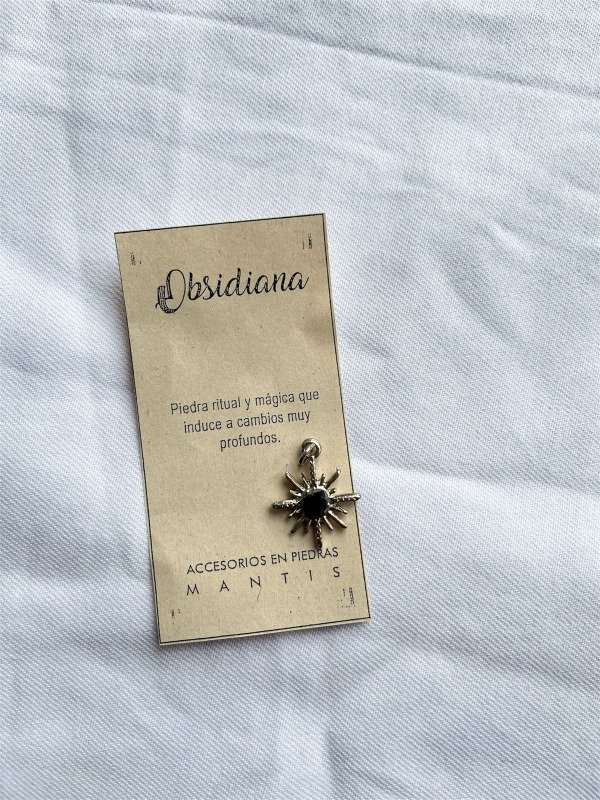 Obsidiana
Piedra ritual y mágica que
induce a cambios muy
profundos.
ACCESORIOS EN PIEDRAS
MANTIS